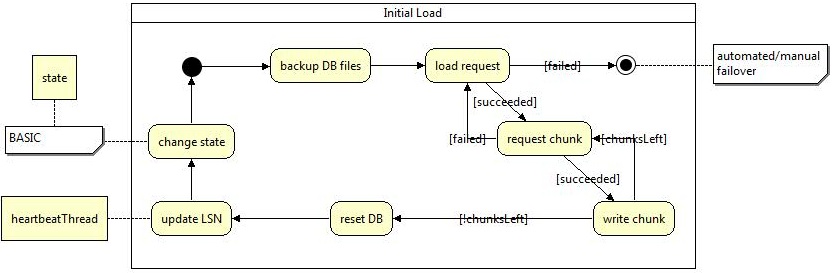 Initial Load
state
backup DB files
load request
[failed]
automated/manual
failover
[succeeded]
BASIC
change state
[failed]
request chunk
[chunksLeft]
[succeeded]
heartbeatThread
update LSN
reset DB
[!chunksLeft]
write chunk